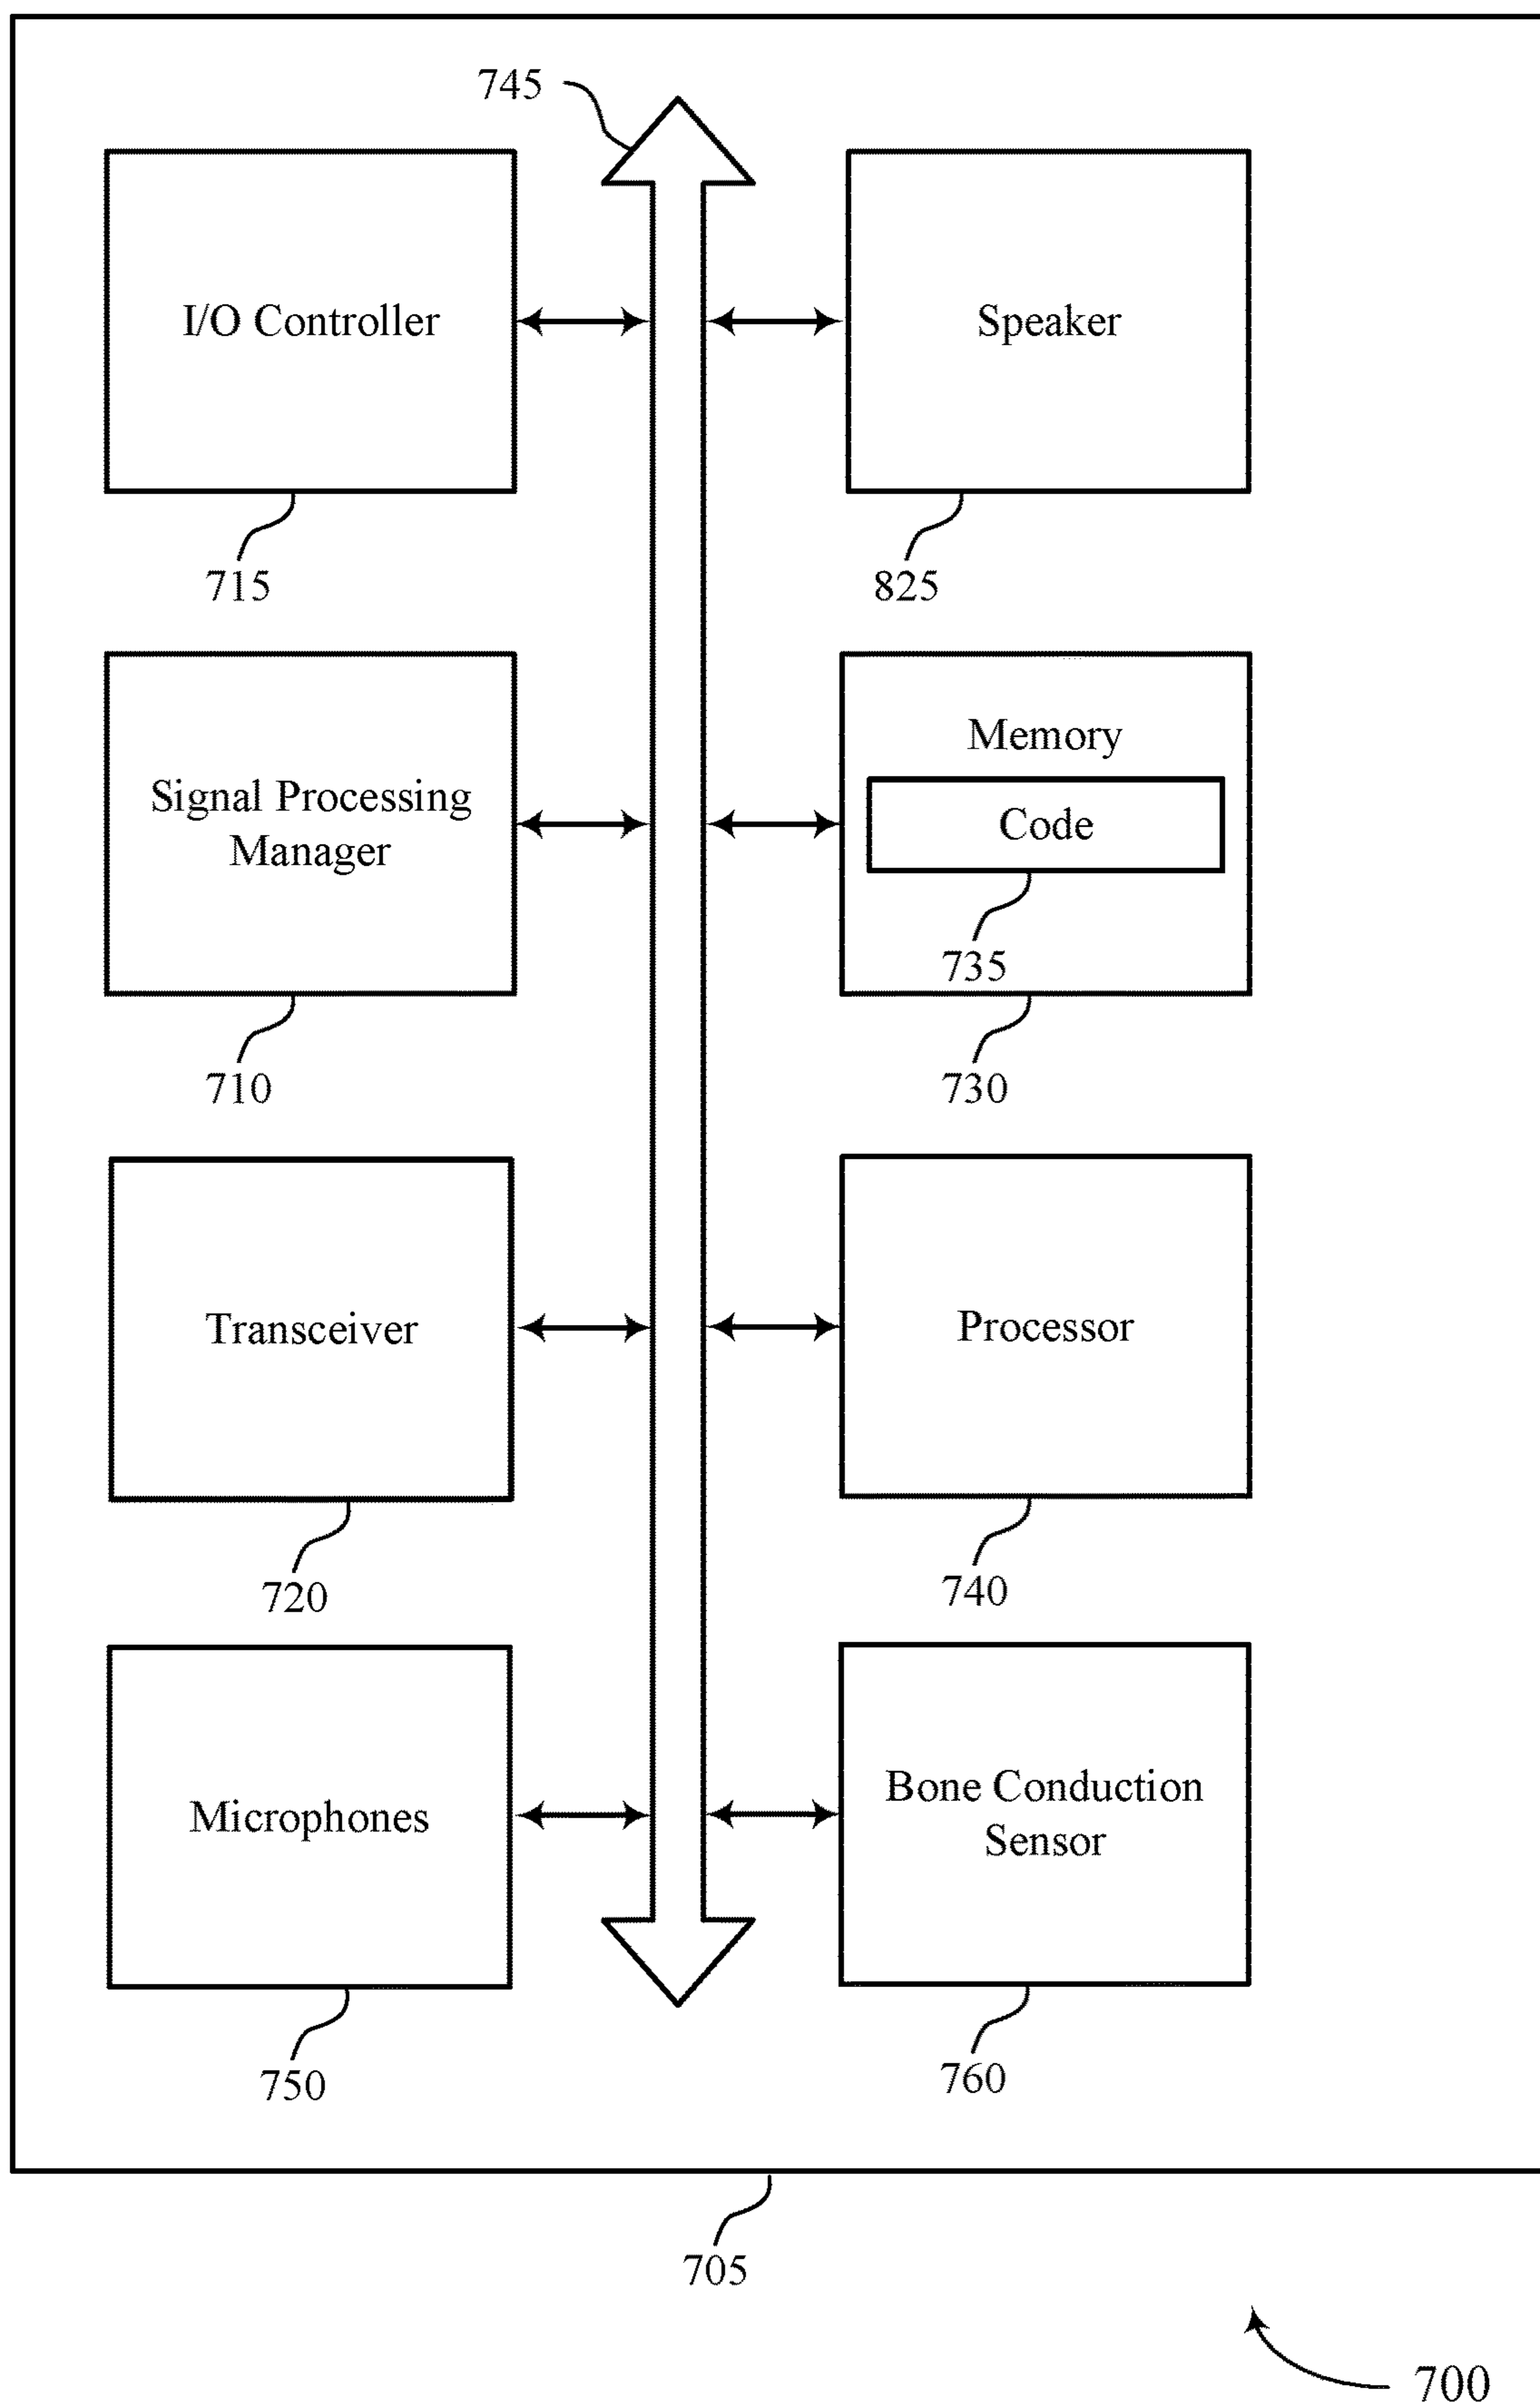 745
I/O Controller
Speaker
715
825
Signal Processing
Manager
Memory
Code
735
710
730
Transceiver
Processor
720
740
Microphones
Bone Conduction
Sensor
750
760
705
700